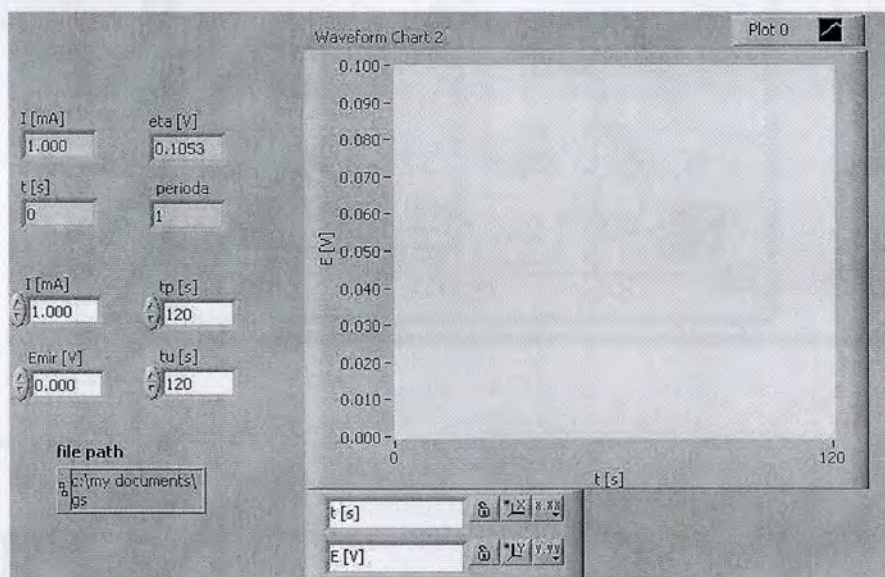 Waveform Chart 2
Plot 0
I [mA]
1.000
eta [V]
0.1053
t [s]
0
perioda
1
I [mA]
1.000
tp [s]
120
Emir [V]
0.000
tu [s]
120
file path
c:\my documents\
gs
0.100
0.090
0.080
0.070
0.060
0.050
0.040
0.030
0.020
0.010
0.000
E [V]
0
120
t [s]
t [s]
X
x.xx
E [V]
Y
y.yy